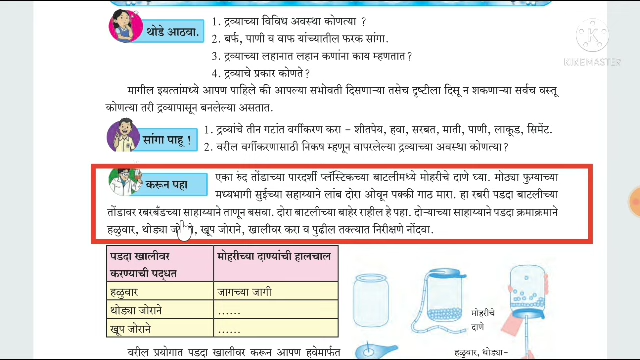 थोडे आठवा.
1. द्रव्याच्या विविध अवस्था कोणत्या ?
2. बर्फ, पाणी व वाफ यांच्यातील फरक सांगा.
3. द्रव्याच्या लहानात लहान कणांना काय म्हणतात ?
4. द्रव्याचे प्रकार कोणते ?
मागील इयत्तांमध्ये आपण पाहिले की आपल्या सभोवती दिसणाऱ्या तसेच दृष्टीला दिसू न शकणाऱ्या सर्वच वस्तू
कोणत्या तरी द्रव्यापासून बनलेल्या असतात.
सांगा पाहू !
1. द्रव्यांचे तीन गटांत वर्गीकरण करा – शीतपेय, हवा, सरबत, माती, पाणी, लाकूड, सिमेंट.
2. वरील वर्गीकरणासाठी निकष म्हणून वापरलेल्या द्रव्याच्या अवस्था कोणत्या ?
करून पहा
एका रुंद तोंडाच्या पारदर्शी प्लॅस्टिकच्या बाटलीमध्ये मोहरीचे दाणे घ्या. मोठ्या फुग्याच्या
मध्यभागी सुईच्या सहाय्याने लांब दोरा ओवून पक्की गाठ मारा. हा रबरी पडदा बाटलीच्या
तोंडावर रबरबँडच्या साहाय्याने ताणून बसवा. दोरा बाटलीच्या बाहेर राहील हे पहा. दोऱ्याच्या साहाय्याने पडदा क्रमाक्रमाने
हळुवार, थोड्या, खूप जोराने, खालीवर करा व पुढील तक्त्यात निरीक्षणे नोंदवा.
पडदा खालीवर करण्याची पद्धत
मोहरीच्या दाण्यांची हालचाल
हळुवार
जागच्या जागी
थोड्या जोराने
......
खूप जोराने
......
मोहरीचे
दाणे
हळुवार, थोड्या-
वरील प्रयोगात पडदा खालीवर करून आपण हवेमार्फत
KINEMASTER